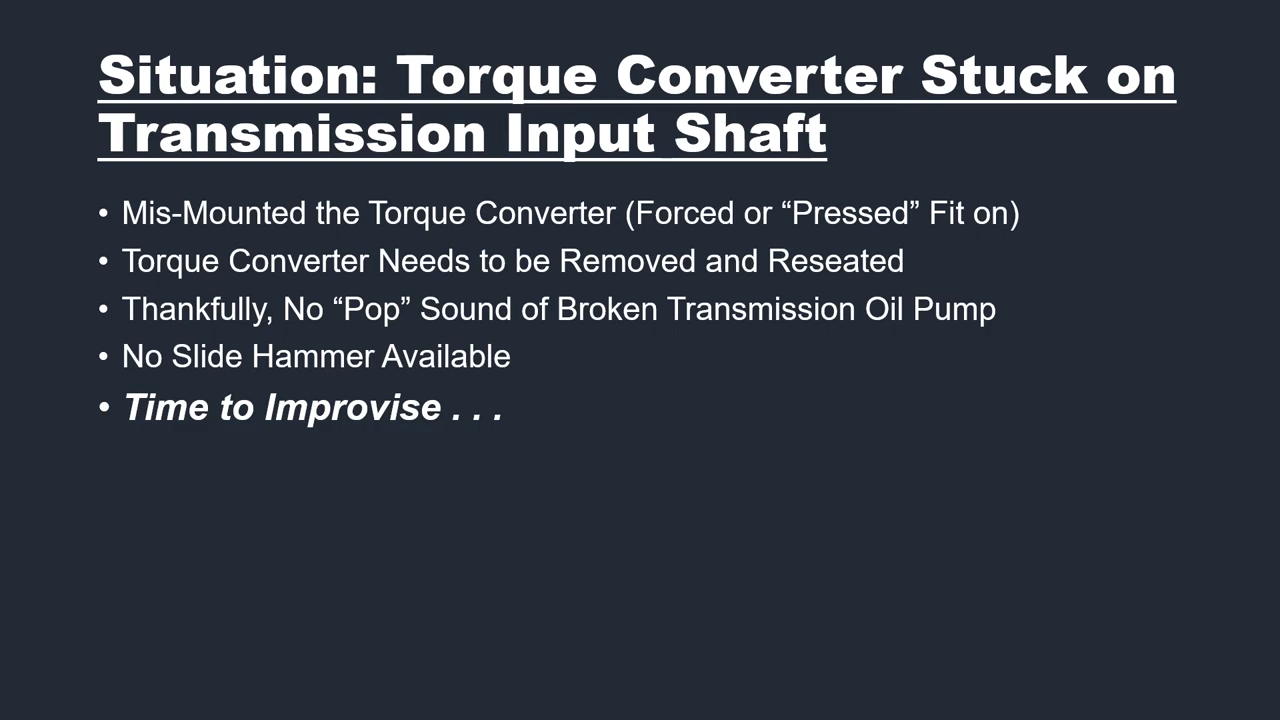 Situation: Torque Converter Stuck on
Transmission Input Shaft
• Mis-Mounted the Torque Converter (Forced or “Pressed” Fit on)
• Torque Converter Needs to be Removed and Reseated
• Thankfully, No “Pop” Sound of Broken Transmission Oil Pump
• No Slide Hammer Available
• Time to Improvise . . .